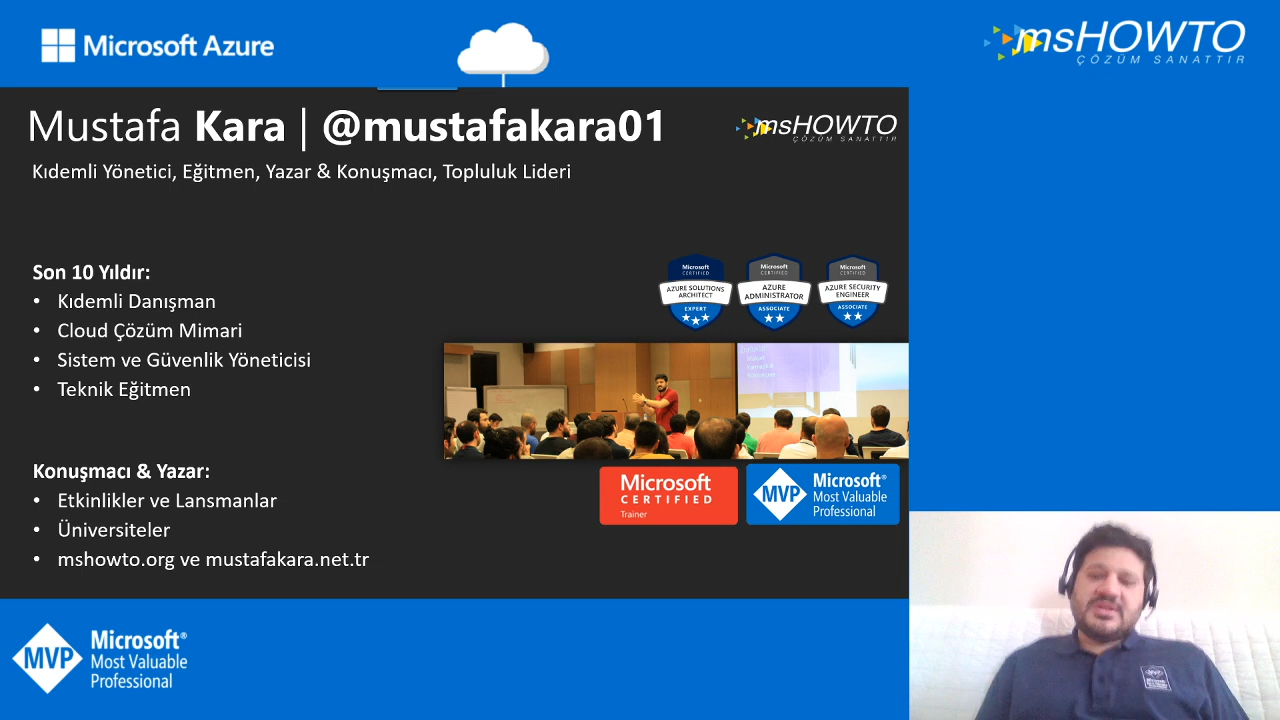 Microsoft Azure
msHOWTO
ÇÖZÜM SANATTIR
Mustafa Kara | @mustafakara01
msHOWTO
ÇÖZÜM SANATTIR
Kıdemli Yönetici, Eğitmen, Yazar & Konuşmacı, Topluluk Lideri
Son 10 Yıldır:
• Kıdemli Danışman
• Cloud Çözüm Mimari
• Sistem ve Güvenlik Yöneticisi
• Teknik Eğitmen
Microsoft
CERTIFIED
AZURE SOLUTIONS
ARCHITECT
EXPERT
Microsoft
CERTIFIED
AZURE
ADMINISTRATOR
ASSOCIATE
Microsoft
CERTIFIED
AZURE SECURITY
ENGINEER
ASSOCIATE
Konuşmacı & Yazar:
• Etkinlikler ve Lansmanlar
• Üniversiteler
• mshowto.org ve mustafakara.net.tr
Microsoft
CERTIFIED
Trainer
MVP
Microsoft®
Most Valuable
Professional
MVP
Microsoft®
Most Valuable
Professional
MVP